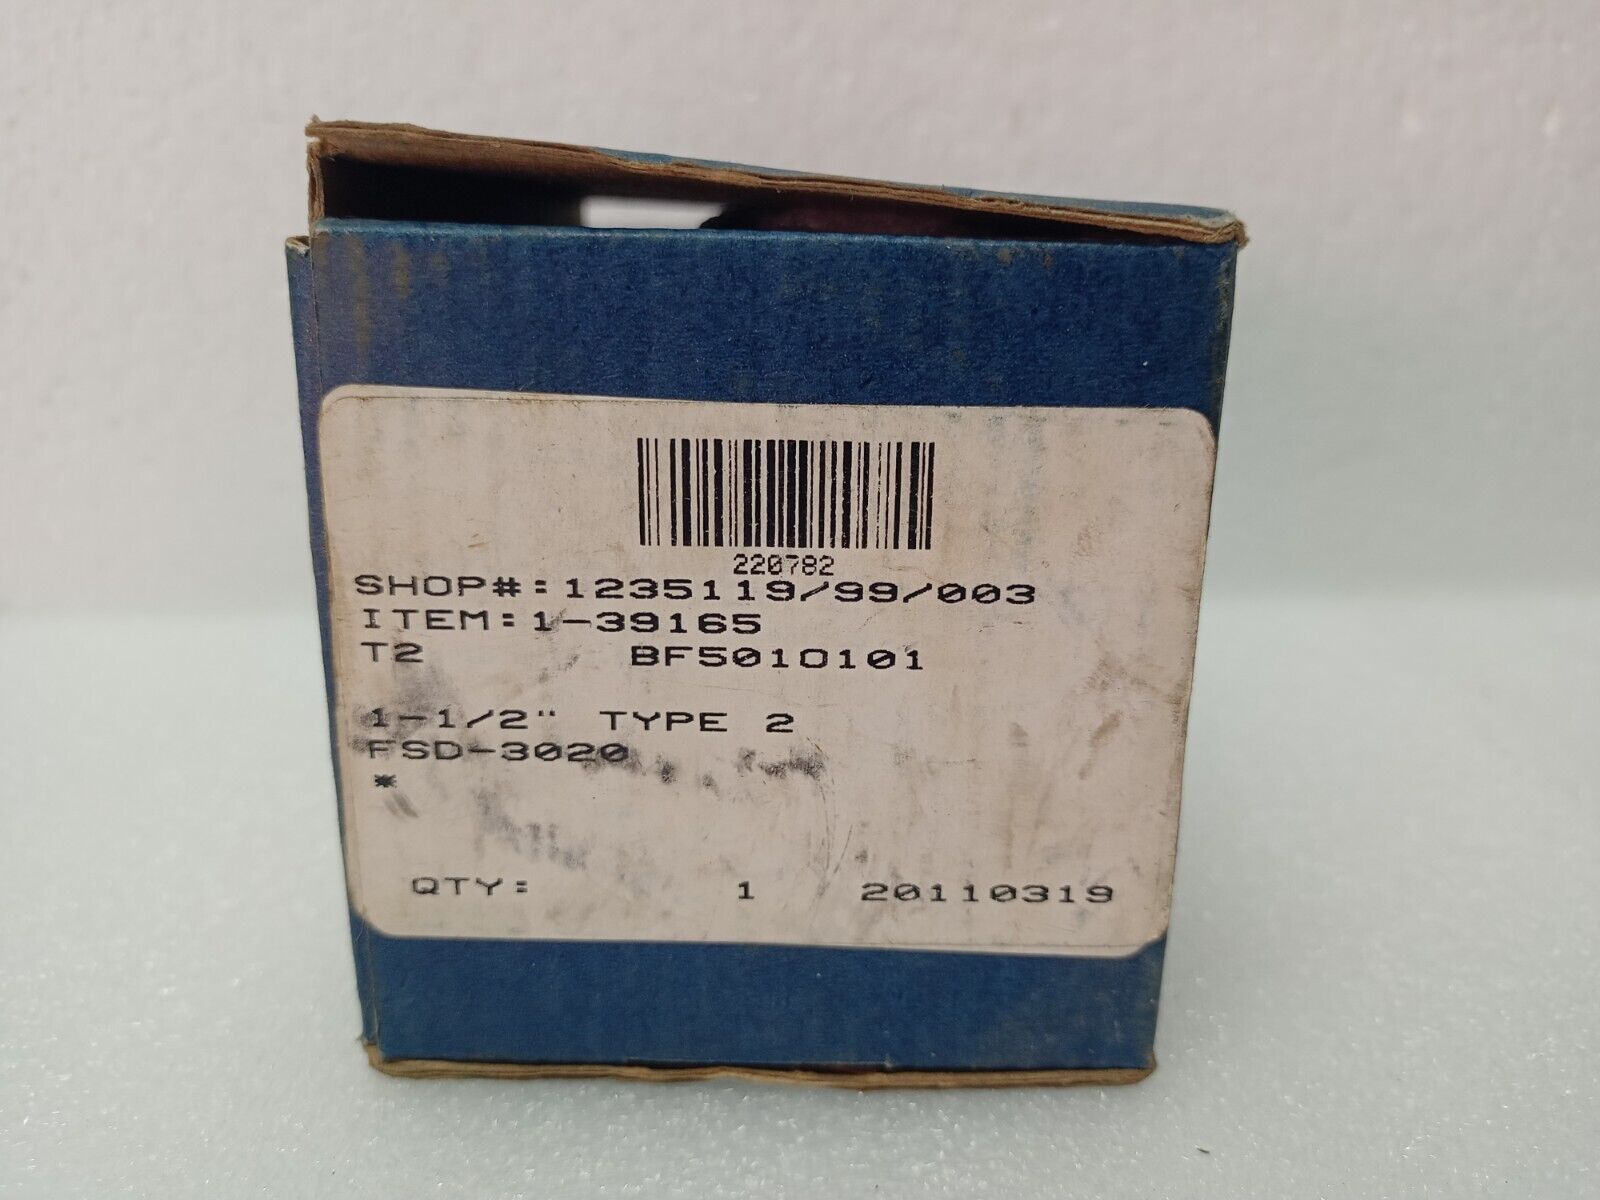 220782
SHOP#:1235119/99/003
ITEM:1-39165
T2 BF5010101
1-1/2" TYPE 2
FSD-3020
*
QTY: 1 20110319